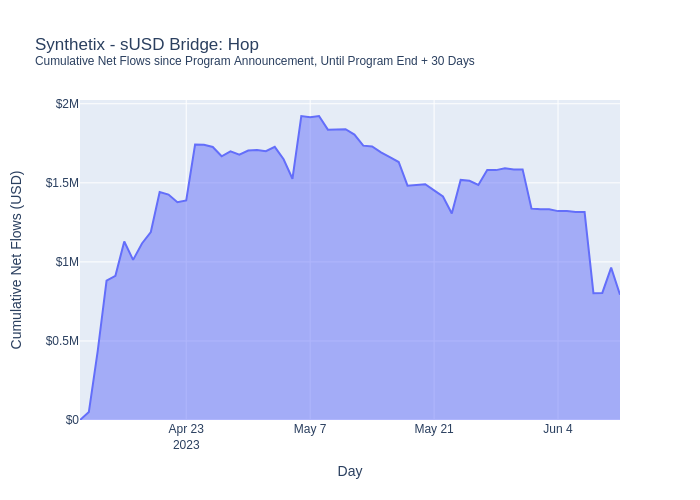 Synthetix - sUSD Bridge: Hop
Cumulative Net Flows since Program Announcement, Until Program End + 30 Days
Cumulative Net Flows (USD)
$2M
$1.5M
$1M
$0.5M
$0
Apr 23
2023
May 7
May 21
Jun 4
Day